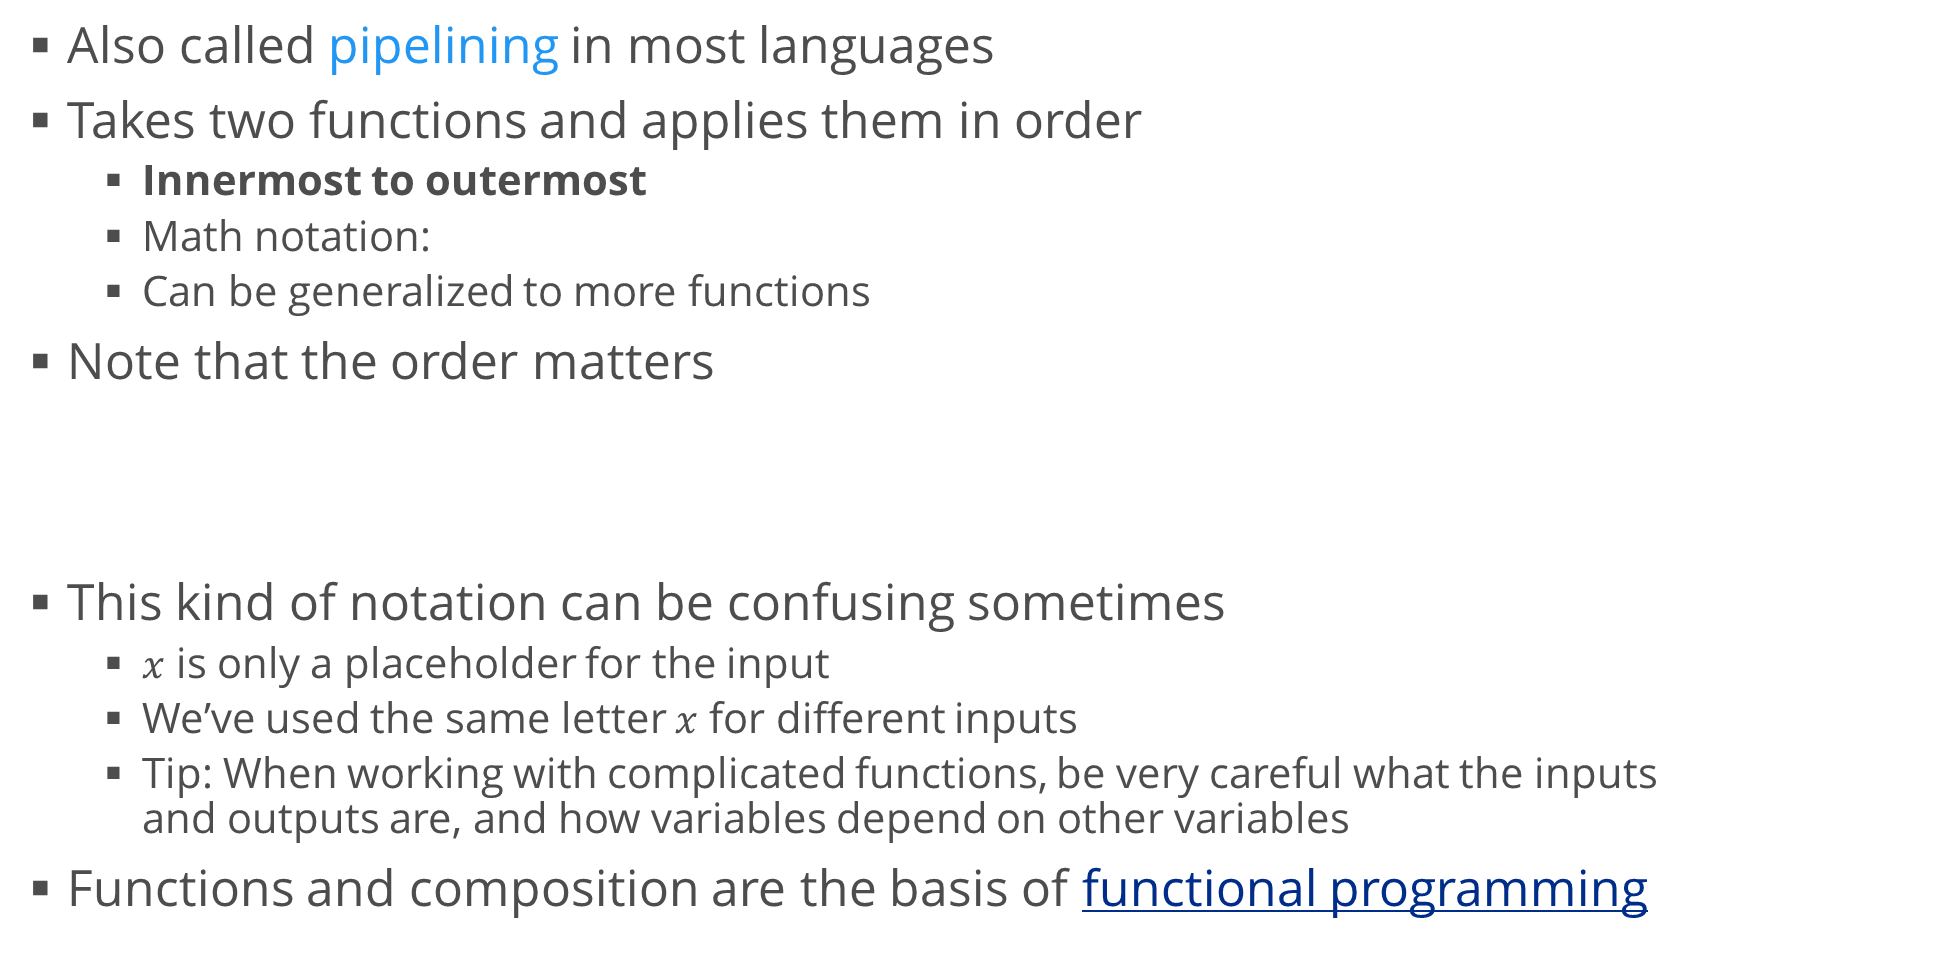 ▪ Also called pipelining in most languages
▪ Takes two functions and applies them in order
▪ Innermost to outermost
▪ Math notation:
▪ Can be generalized to more functions
▪ Note that the order matters
▪ This kind of notation can be confusing sometimes
▪ x is only a placeholder for the input
▪ We’ve used the same letter x for different inputs
▪ Tip: When working with complicated functions, be very careful what the inputs
and outputs are, and how variables depend on other variables
▪ Functions and composition are the basis of functional programming